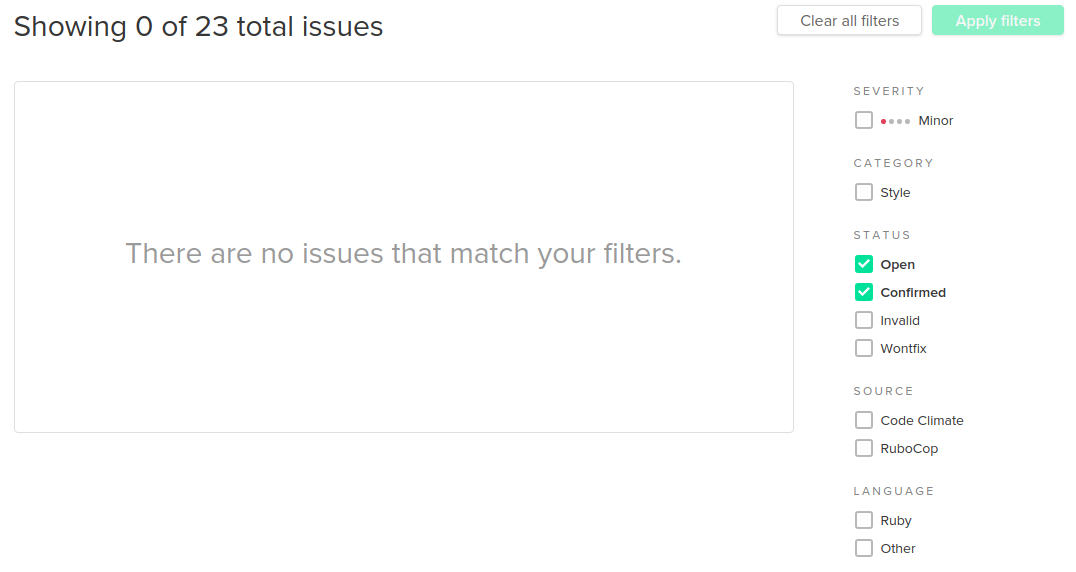 Showing 0 of 23 total issues
Clear all filters
Apply filters
There are no issues that match your filters.
SEVERITY
Minor
CATEGORY
Style
STATUS
Open
Confirmed
Invalid
Wontfix
SOURCE
Code Climate
RuboCop
LANGUAGE
Ruby
Other